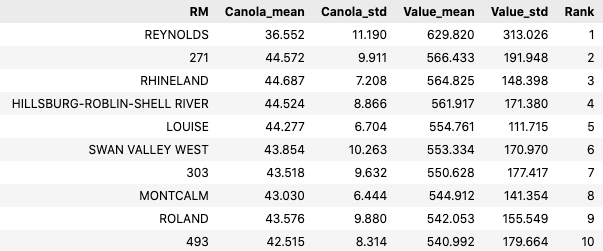 RM Canola_mean Canola_std Value_mean Value_std Rank
REYNOLDS 36.552 11.190 629.820 313.026 1
271 44.572 9.911 566.433 191.948 2
RHINELAND 44.687 7.208 564.825 148.398 3
HILLSBURG-ROBLIN-SHELL RIVER 44.524 8.866 561.917 171.380 4
LOUISE 44.277 6.704 554.761 111.715 5
SWAN VALLEY WEST 43.854 10.263 553.334 170.970 6
303 43.518 9.632 550.628 177.417 7
MONTCALM 43.030 6.444 544.912 141.354 8
ROLAND 43.576 9.880 542.053 155.549 9
493 42.515 8.314 540.992 179.664 10